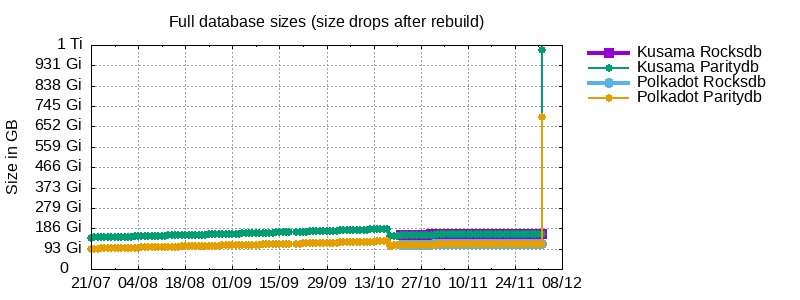 Full database sizes (size drops after rebuild)
Size in GB
1 Ti
931 Gi
838 Gi
745 Gi
652 Gi
559 Gi
466 Gi
373 Gi
279 Gi
186 Gi
93 Gi
0
21/07 04/08 18/08 01/09 15/09 29/09 13/10 27/10 10/11 24/11 08/12
Kusama Rocksdb
Kusama Paritydb
Polkadot Rocksdb
Polkadot Paritydb